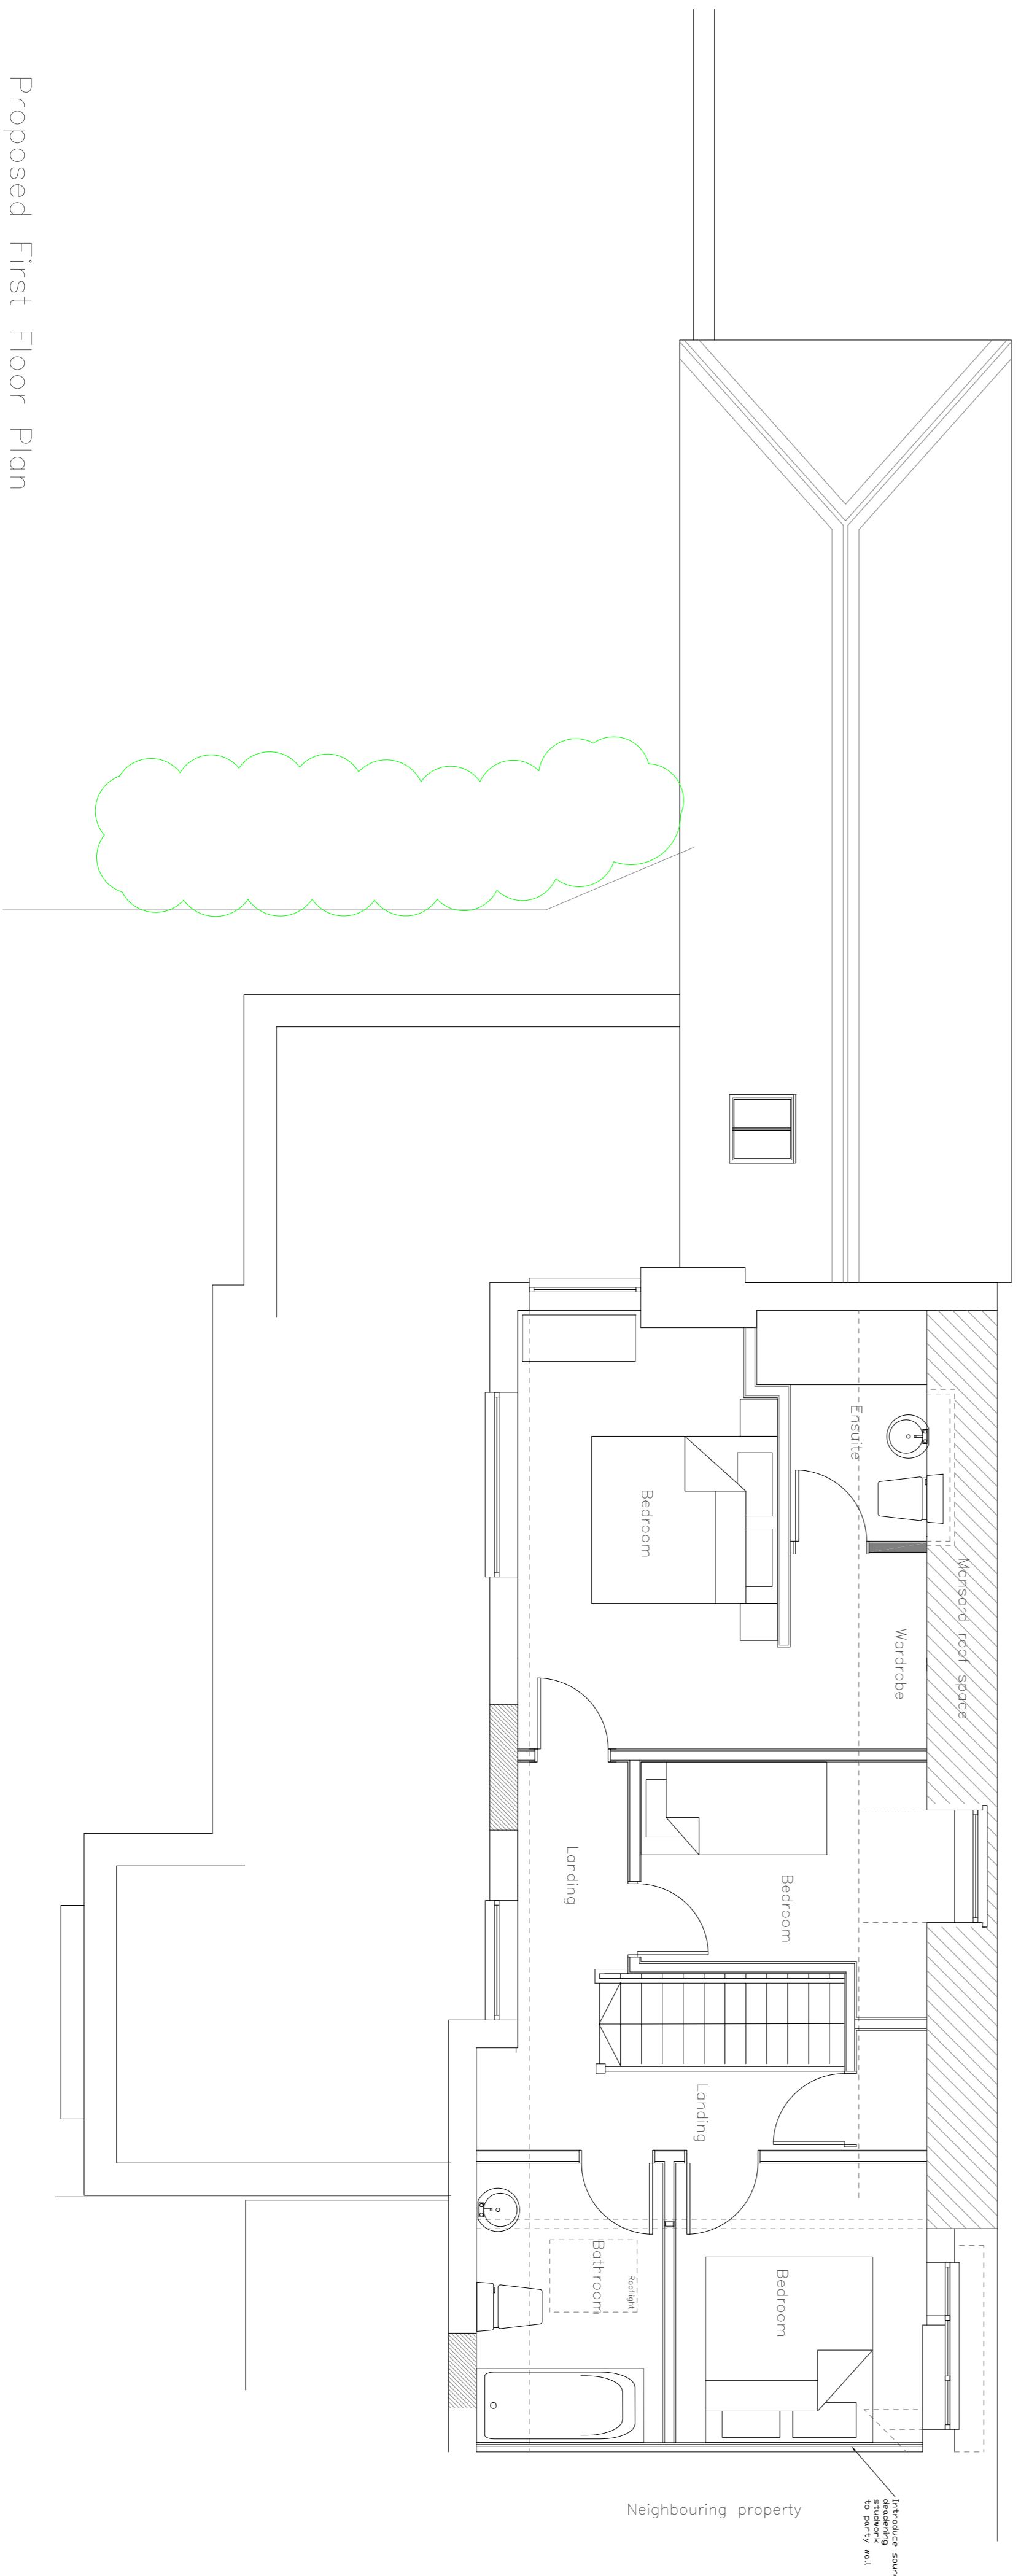 Mansard roof space
Wardrobe
Ensuite
Bedroom
Bedroom
Landing
Landing
Bedroom
Bathroom
Rooflight
Introduce soun
deadening
studwork
to party wall
Neighbouring property
Proposed First Floor Plan